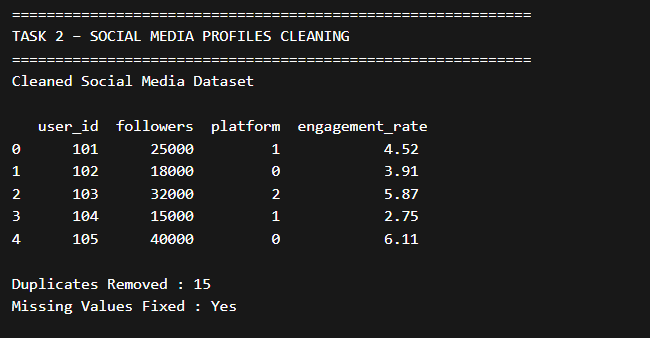 ============================================================
TASK 2 – SOCIAL MEDIA PROFILES CLEANING
============================================================
Cleaned Social Media Dataset
user_id followers platform engagement_rate
0 101 25000 1 4.52
1 102 18000 0 3.91
2 103 32000 2 5.87
3 104 15000 1 2.75
4 105 40000 0 6.11
Duplicates Removed : 15
Missing Values Fixed : Yes